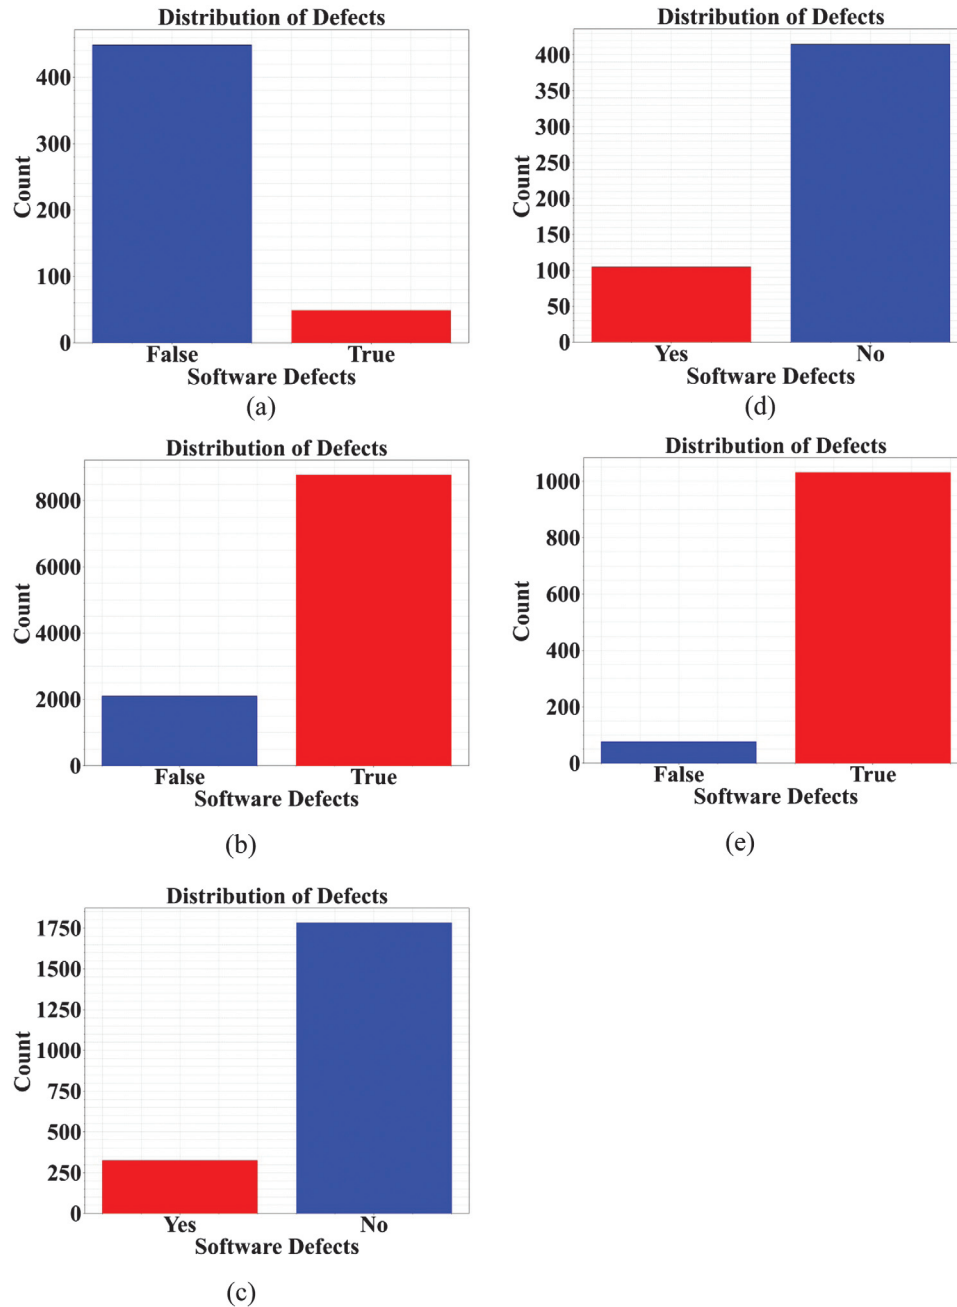 Distribution of Defects
Count
400
300
200
100
0
False True
Software Defects
(a)
Distribution of Defects
Count
400
350
300
250
200
150
100
50
0
Yes No
Software Defects
(d)
Distribution of Defects
Count
8000
6000
4000
2000
0
False True
Software Defects
(b)
Distribution of Defects
Count
1000
800
600
400
200
0
False True
Software Defects
(e)
Distribution of Defects
Count
1750
1500
1250
1000
750
500
250
0
Yes No
Software Defects
(c)